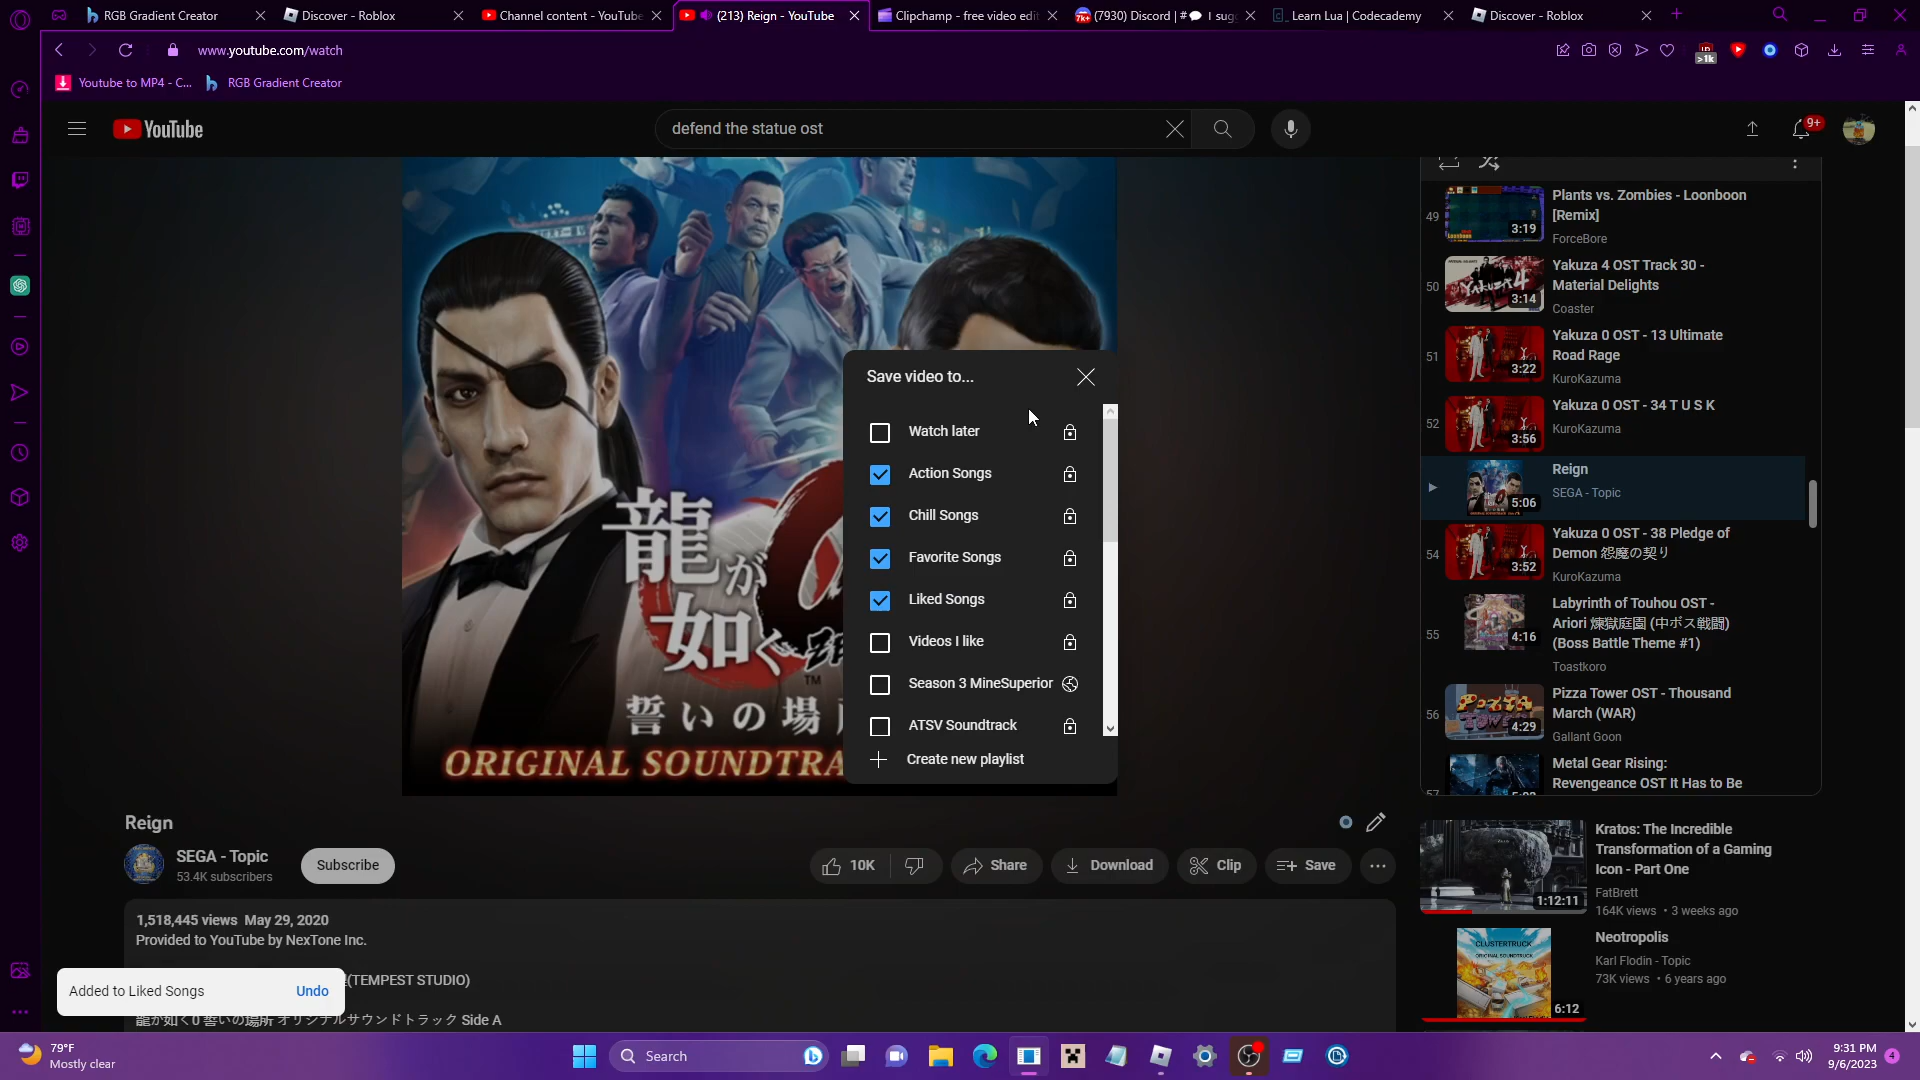 RGB Gradient Creator
Discover - Roblox
Channel content - YouTube
(213) Reign - YouTube
Clipchamp - free video edit
(7930) Discord | #💬 I sugg
Learn Lua | Codecademy
Discover - Roblox
www.youtube.com/watch
>1k
Youtube to MP4 - C...
RGB Gradient Creator
YouTube
defend the statue ost
9+
49
Plants vs. Zombies - Loonboon
[Remix]
3:19
ForceBore
50
Yakuza 4 OST Track 30 -
Material Delights
3:14
Coaster
51
Yakuza 0 OST - 13 Ultimate
Road Rage
3:22
KuroKazuma
52
Yakuza 0 OST - 34 T U S K
3:56
KuroKazuma
Reign
5:06
SEGA - Topic
54
Yakuza 0 OST - 38 Pledge of
Demon 怨魔の契り
3:52
KuroKazuma
55
Labyrinth of Touhou OST -
Ariori 煉獄庭園 (中ボス戦闘)
(Boss Battle Theme #1)
4:16
Toastkoro
56
Pizza Tower OST - Thousand
March (WAR)
4:29
Gallant Goon
57
Metal Gear Rising:
Revengeance OST It Has to Be
龍が
如く
TM
誓いの場所
ORIGINAL SOUNDTRA
Save video to...
Watch later
Action Songs
Chill Songs
Favorite Songs
Liked Songs
Videos I like
Season 3 MineSuperior
ATSV Soundtrack
Create new playlist
Reign
SEGA - Topic
53.4K subscribers
Subscribe
10K
Share
Download
Clip
Save
1,518,445 views May 29, 2020
Provided to YouTube by NexTone Inc.
(TEMPEST STUDIO)
龍が如く0 誓いの場所 オリジナルサウンドトラック Side A
Added to Liked Songs
Undo
Kratos: The Incredible
Transformation of a Gaming
Icon - Part One
FatBrett
164K views • 3 weeks ago
1:12:11
CLUSTERTRUCK
ORIGINAL SOUNDTRACK
Neotropolis
Karl Flodin - Topic
73K views • 6 years ago
6:12
79°F
Mostly clear
Search
9:31 PM
9/6/2023
4